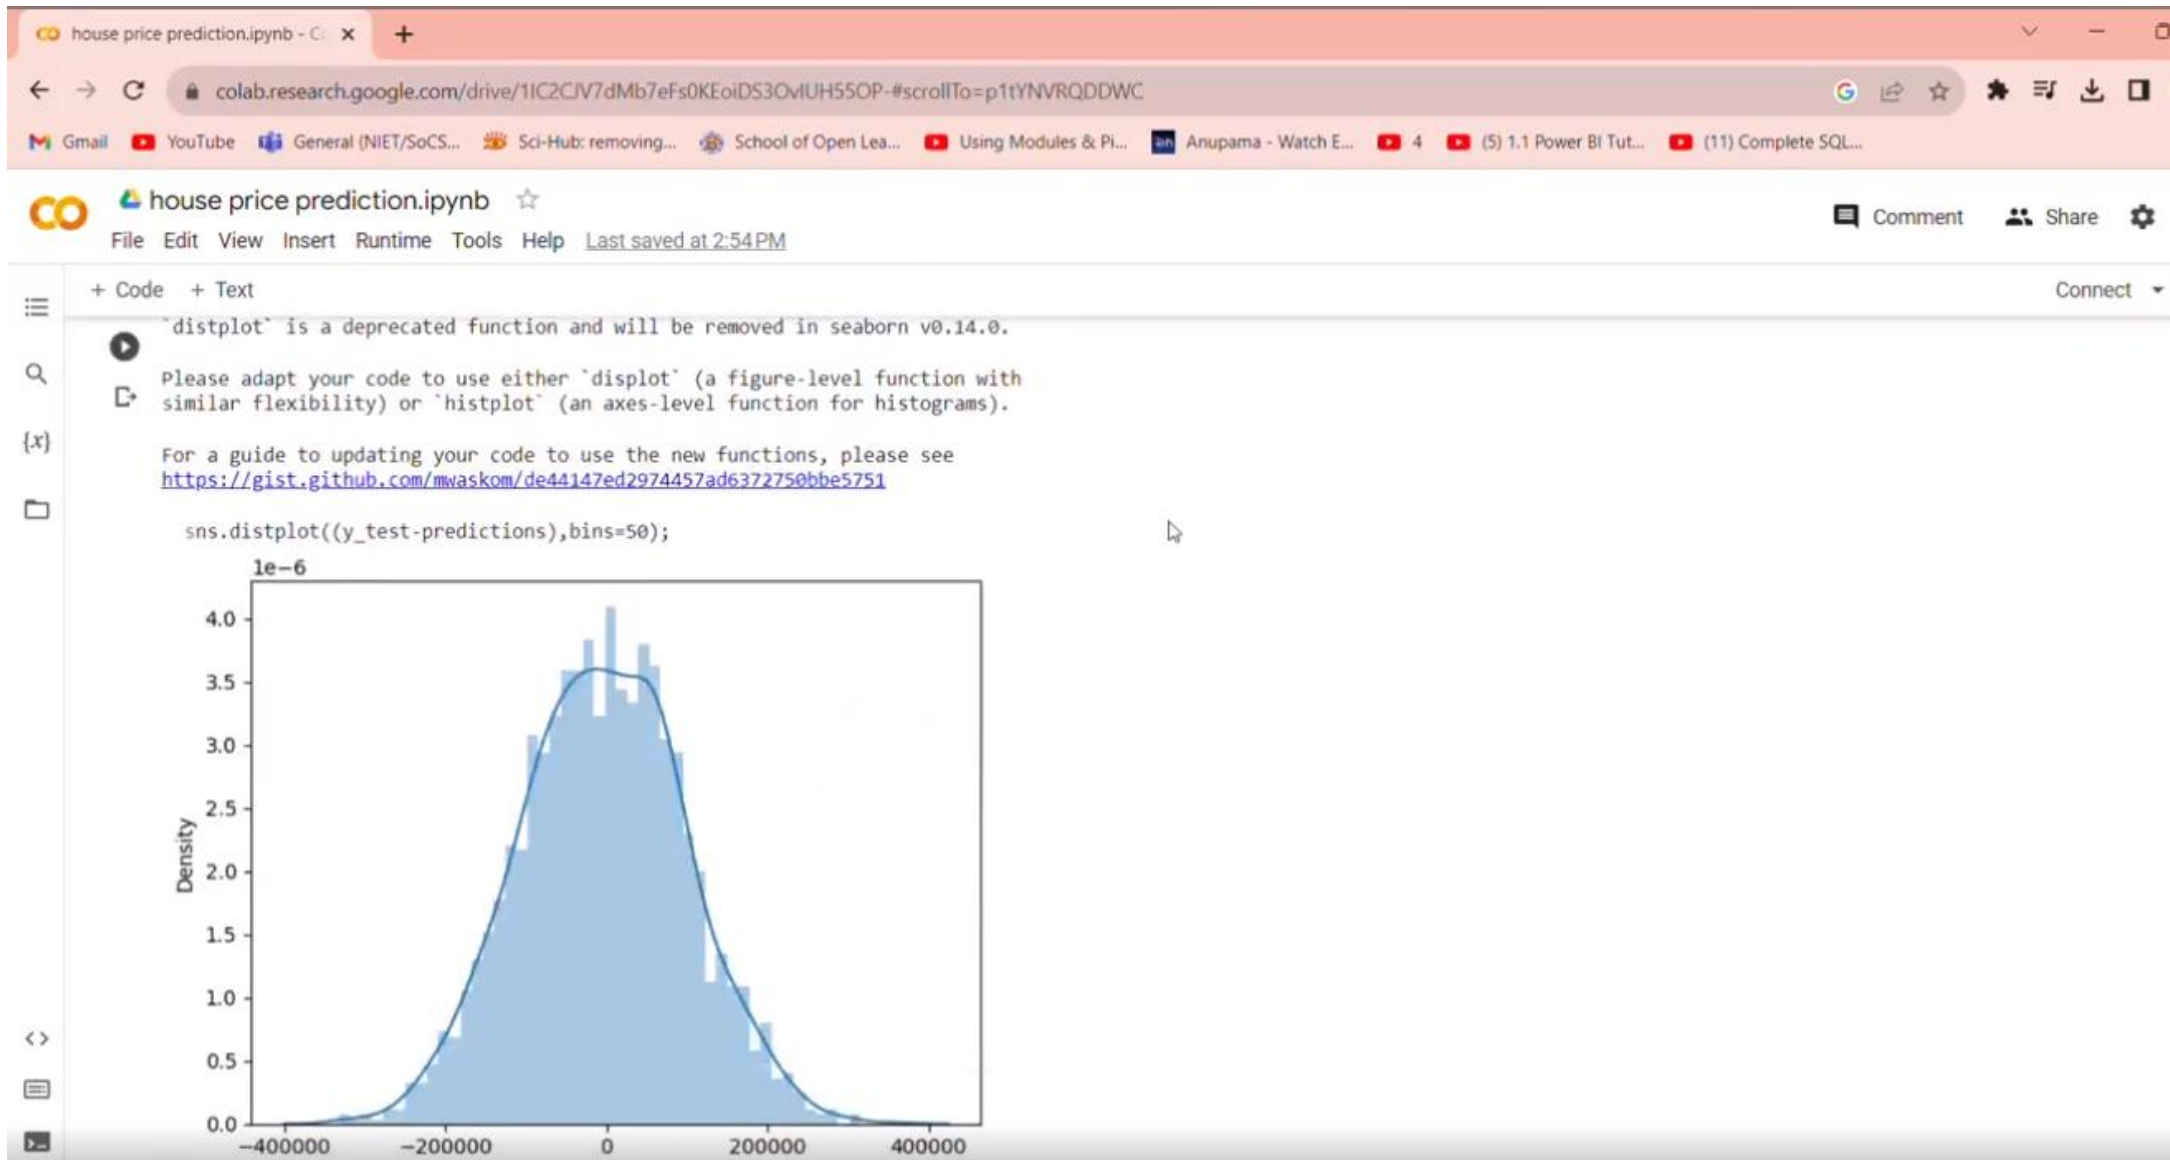 house price prediction.ipynb - C
colab.research.google.com/drive/1IC2CJV7dMb7eFs0KEoiDS3OvIUH55OP-#scrollTo=p1tYNVRQDDWC
Gmail YouTube General (NIET/SoCS... Sci-Hub: removing... School of Open Lea... Using Modules & Pi... Anupama - Watch E... 4 (5) 1.1 Power BI Tut... (11) Complete SQL...
house price prediction.ipynb
Comment Share
File Edit View Insert Runtime Tools Help Last saved at 2:54 PM
+ Code + Text Connect
`distplot` is a deprecated function and will be removed in seaborn v0.14.0.
Please adapt your code to use either `displot` (a figure-level function with
similar flexibility) or `histplot` (an axes-level function for histograms).
{x}
For a guide to updating your code to use the new functions, please see
https://gist.github.com/mwaskom/de44147ed2974457ad6372750bbe5751
sns.distplot((y_test-predictions),bins=50);
1e−6
4.0
3.5
3.0
2.5
Density
2.0
1.5
1.0
0.5
0.0
−400000 −200000 0 200000 400000